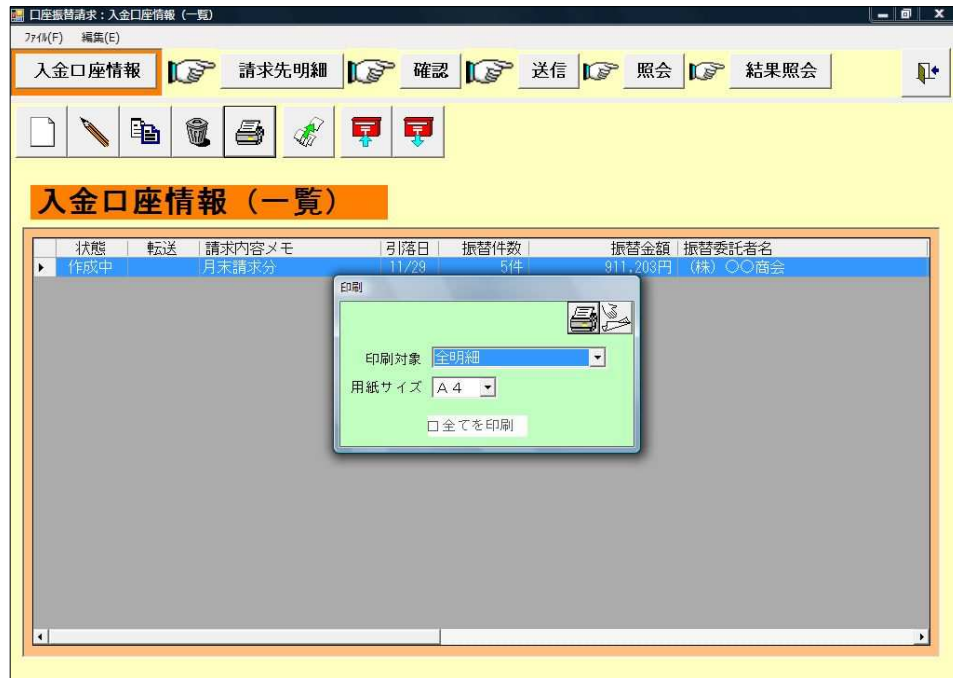 口座振替請求：入金口座情報（一覧）
ﾌｧｲﾙ(F) 編集(E)
入金口座情報 請求先明細 確認 送信 照会 結果照会
入金口座情報（一覧）
状態 転送 請求内容メモ 引落日 振替件数 振替金額 振替委託者名
作成中 月末請求分 11/29 5件 911,203円 （株）〇〇商会
印刷
印刷対象 全明細
用紙サイズ Ａ４
全てを印刷